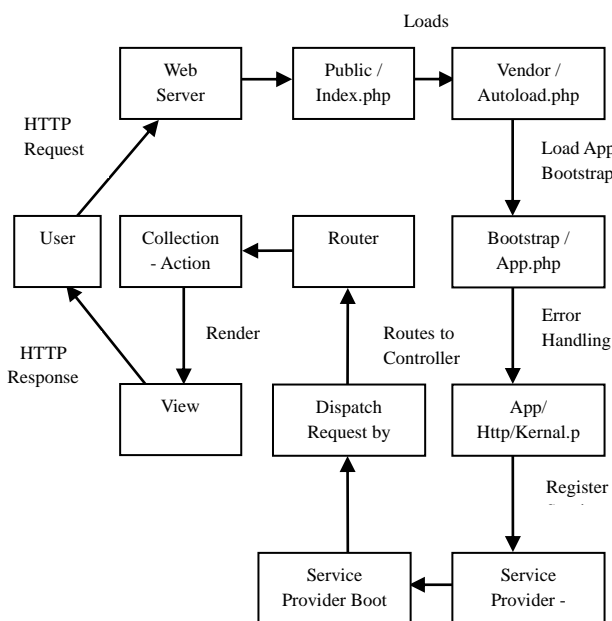 Loads
Web
Server
Public /
Index.php
Vendor /
Autoload.php
HTTP
Request
Load App
Bootstrap
User
Collection
- Action
Router
Bootstrap /
App.php
Render
Routes to
Controller
Error
Handling
HTTP
Response
View
Dispatch
Request by
App/
Http/Kernal.p
Register
Service
Provider Boot
Service
Provider -